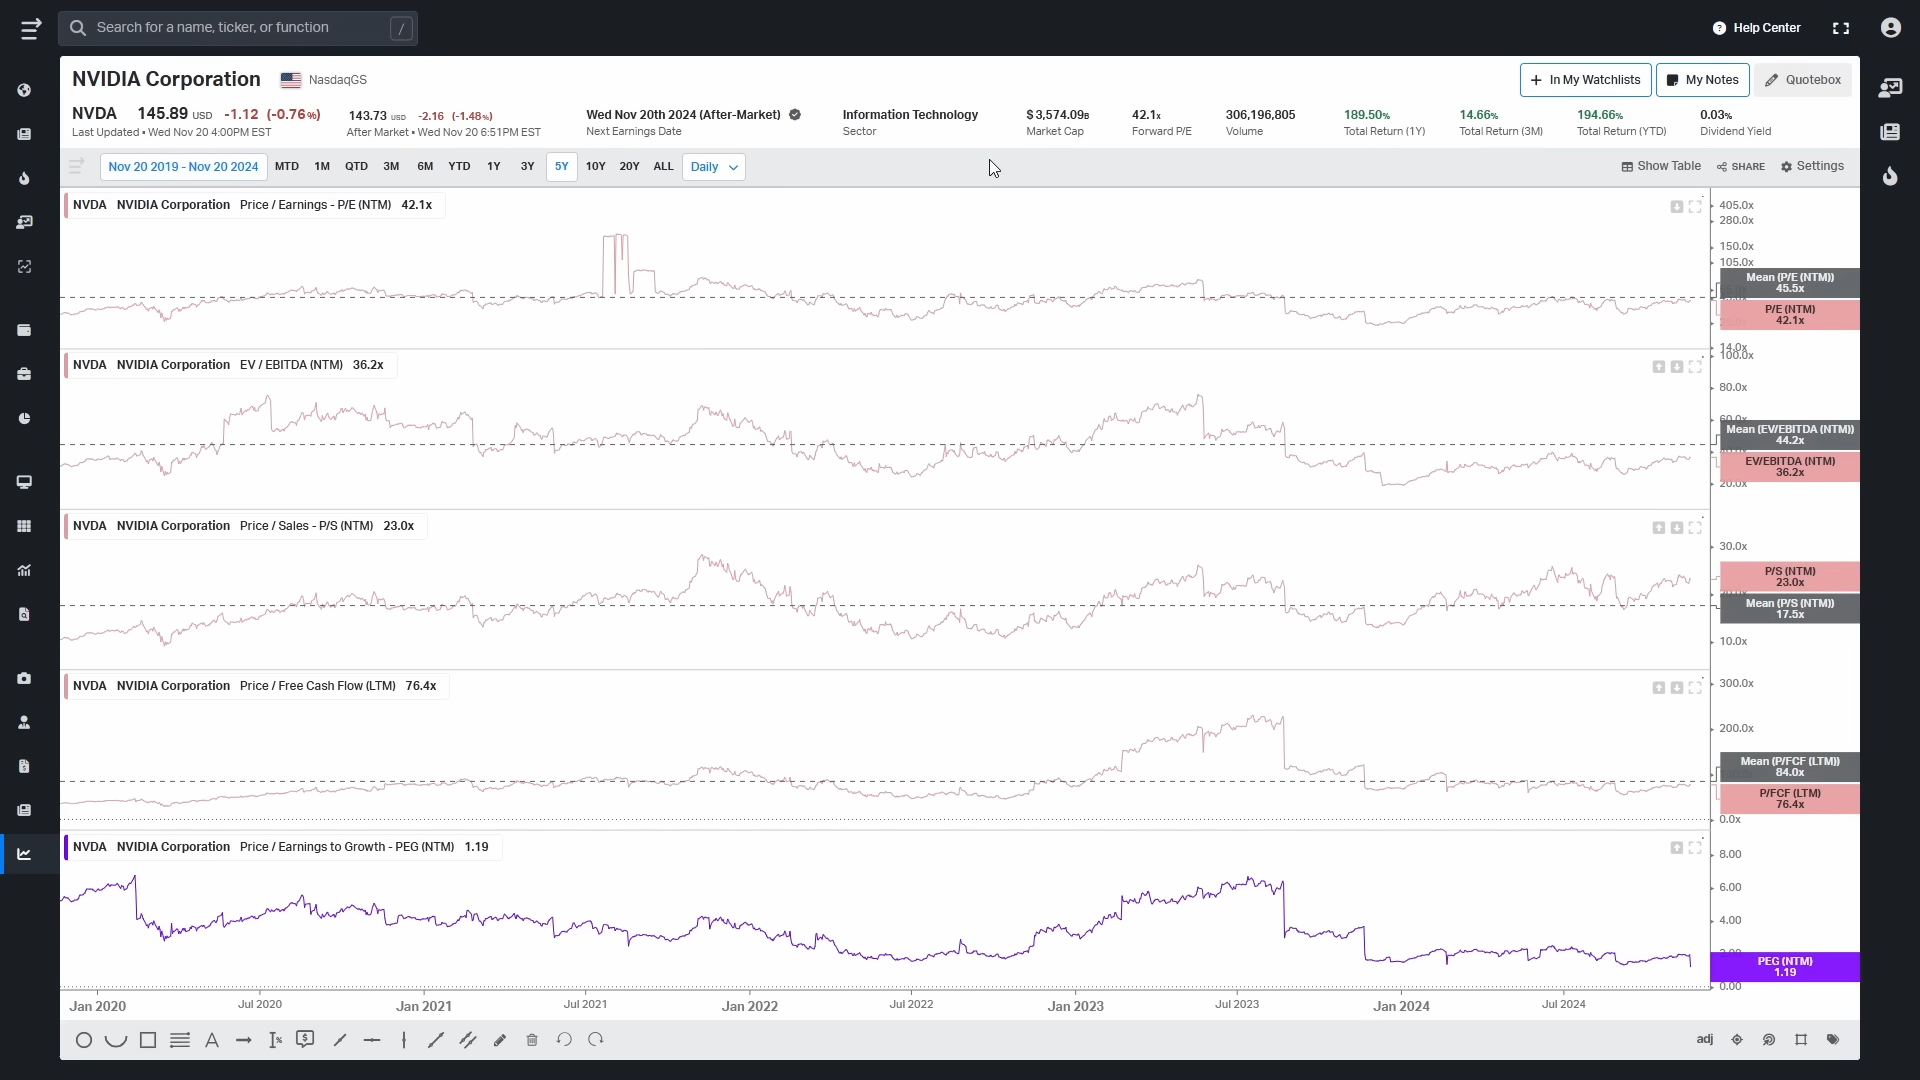 Search for a name, ticker, or function /
Help Center
NVIDIA Corporation NasdaqGS
In My Watchlists My Notes Quotebox
NVDA 145.89 USD -1.12 (-0.76%) 143.73 USD -2.16 (-1.48%) Wed Nov 20th 2024 (After-Market) Information Technology $ 3,574.09B 42.1x 306,196,805 189.50% 14.66% 194.66% 0.03%
Last Updated • Wed Nov 20 4:00PM EST After Market • Wed Nov 20 6:51PM EST Next Earnings Date Sector Market Cap Forward P/E Volume Total Return (1Y) Total Return (3M) Total Return (YTD) Dividend Yield
Nov 20 2019 - Nov 20 2024 MTD 1M QTD 3M 6M YTD 1Y 3Y 5Y 10Y 20Y ALL Daily Show Table SHARE Settings
NVDA NVIDIA Corporation Price / Earnings - P/E (NTM) 42.1x
405.0x
280.0x
150.0x
105.0x
Mean (P/E (NTM))
45.5x
P/E (NTM)
42.1x
14.0x
NVDA NVIDIA Corporation EV / EBITDA (NTM) 36.2x
100.0x
80.0x
60.0x
Mean (EV/EBITDA (NTM))
44.2x
EV/EBITDA (NTM)
36.2x
20.0x
NVDA NVIDIA Corporation Price / Sales - P/S (NTM) 23.0x
30.0x
P/S (NTM)
23.0x
Mean (P/S (NTM))
17.5x
10.0x
NVDA NVIDIA Corporation Price / Free Cash Flow (LTM) 76.4x
300.0x
200.0x
Mean (P/FCF (LTM))
84.0x
P/FCF (LTM)
76.4x
0.0x
NVDA NVIDIA Corporation Price / Earnings to Growth - PEG (NTM) 1.19
8.00
6.00
4.00
2.00
PEG (NTM)
1.19
0.00
Jan 2020 Jul 2020 Jan 2021 Jul 2021 Jan 2022 Jul 2022 Jan 2023 Jul 2023 Jan 2024 Jul 2024
A % $ adj